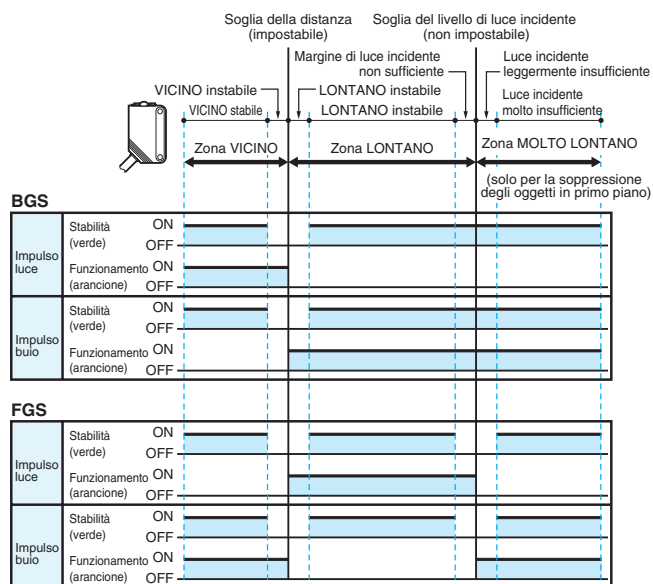 Soglia della distanza
(impostabile)
Soglia del livello di luce incidente
(non impostabile)
Margine di luce incidente
non sufficiente
Luce incidente
leggermente insufficiente
VICINO instabile
LONTANO instabile
Luce incidente
molto insufficiente
VICINO stabile
LONTANO instabile
Zona VICINO
Zona LONTANO
Zona MOLTO LONTANO
(solo per la soppressione
degli oggetti in primo piano)
BGS
Impulso
luce
Stabilità
(verde)
ON
OFF
Funzionamento
(arancione)
ON
OFF
Impulso
buio
Stabilità
(verde)
ON
OFF
Funzionamento
(arancione)
ON
OFF
FGS
Impulso
luce
Stabilità
(verde)
ON
OFF
Funzionamento
(arancione)
ON
OFF
Impulso
buio
Stabilità
(verde)
ON
OFF
Funzionamento
(arancione)
ON
OFF